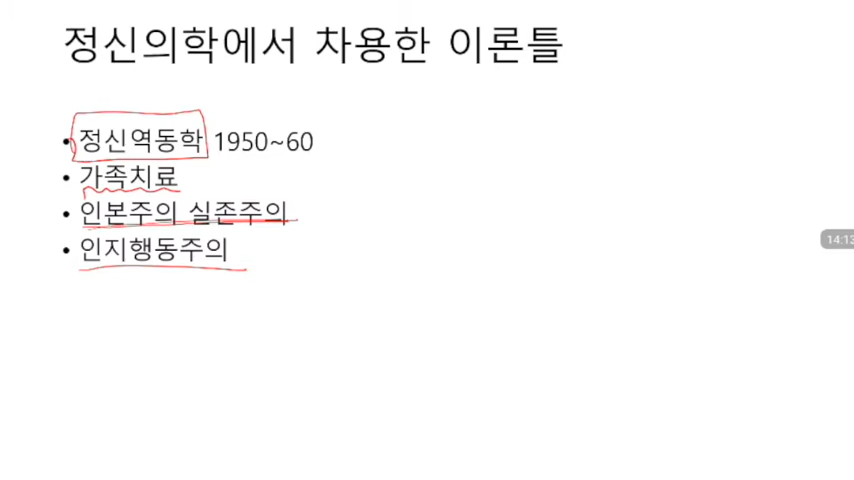 정신의학에서 차용한 이론틀
• 정신역동학 1950~60
• 가족치료
• 인본주의 실존주의
14:13
• 인지행동주의